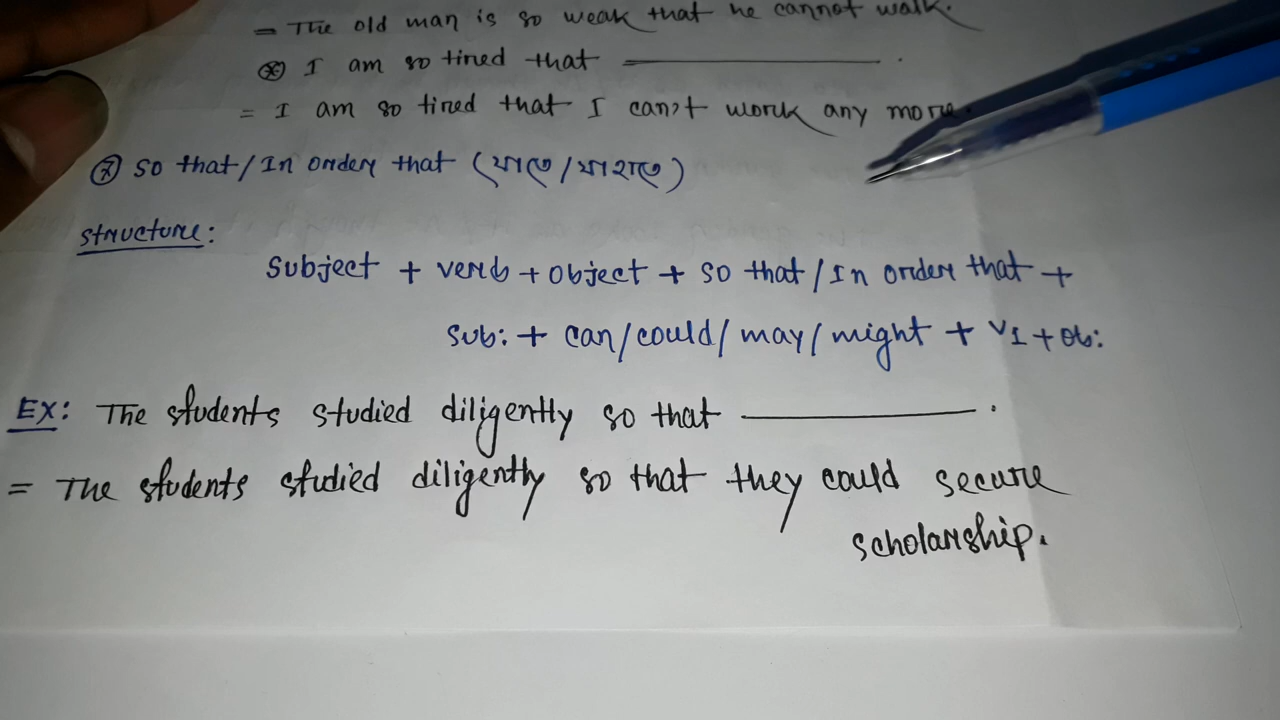 = The old man is so weak that he cannot walk.
⊛ I am so tired that ______ .
= I am so tired that I can't work any more.
⑦ so that/In order that (যাতে/যাহাতে)
structure:
subject + verb + object + so that/In order that +
sub: + can/could/may/might + V1 + ob:
EX: The students studied diligently so that ______ .
= The students studied diligently so that they could secure
scholarship.